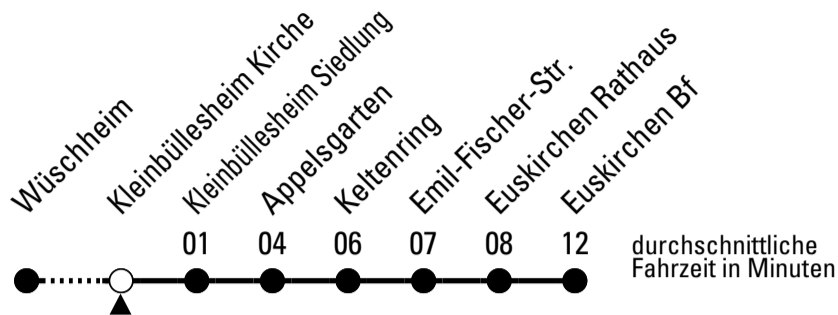 Wüschheim
Kleinbüllesheim Kirche
Kleinbüllesheim Siedlung
Appelsgarten
Keltenring
Emil-Fischer-Str.
Euskirchen Rathaus
Euskirchen Bf
01 04 06 07 08 12
durchschnittliche
Fahrzeit in Minuten